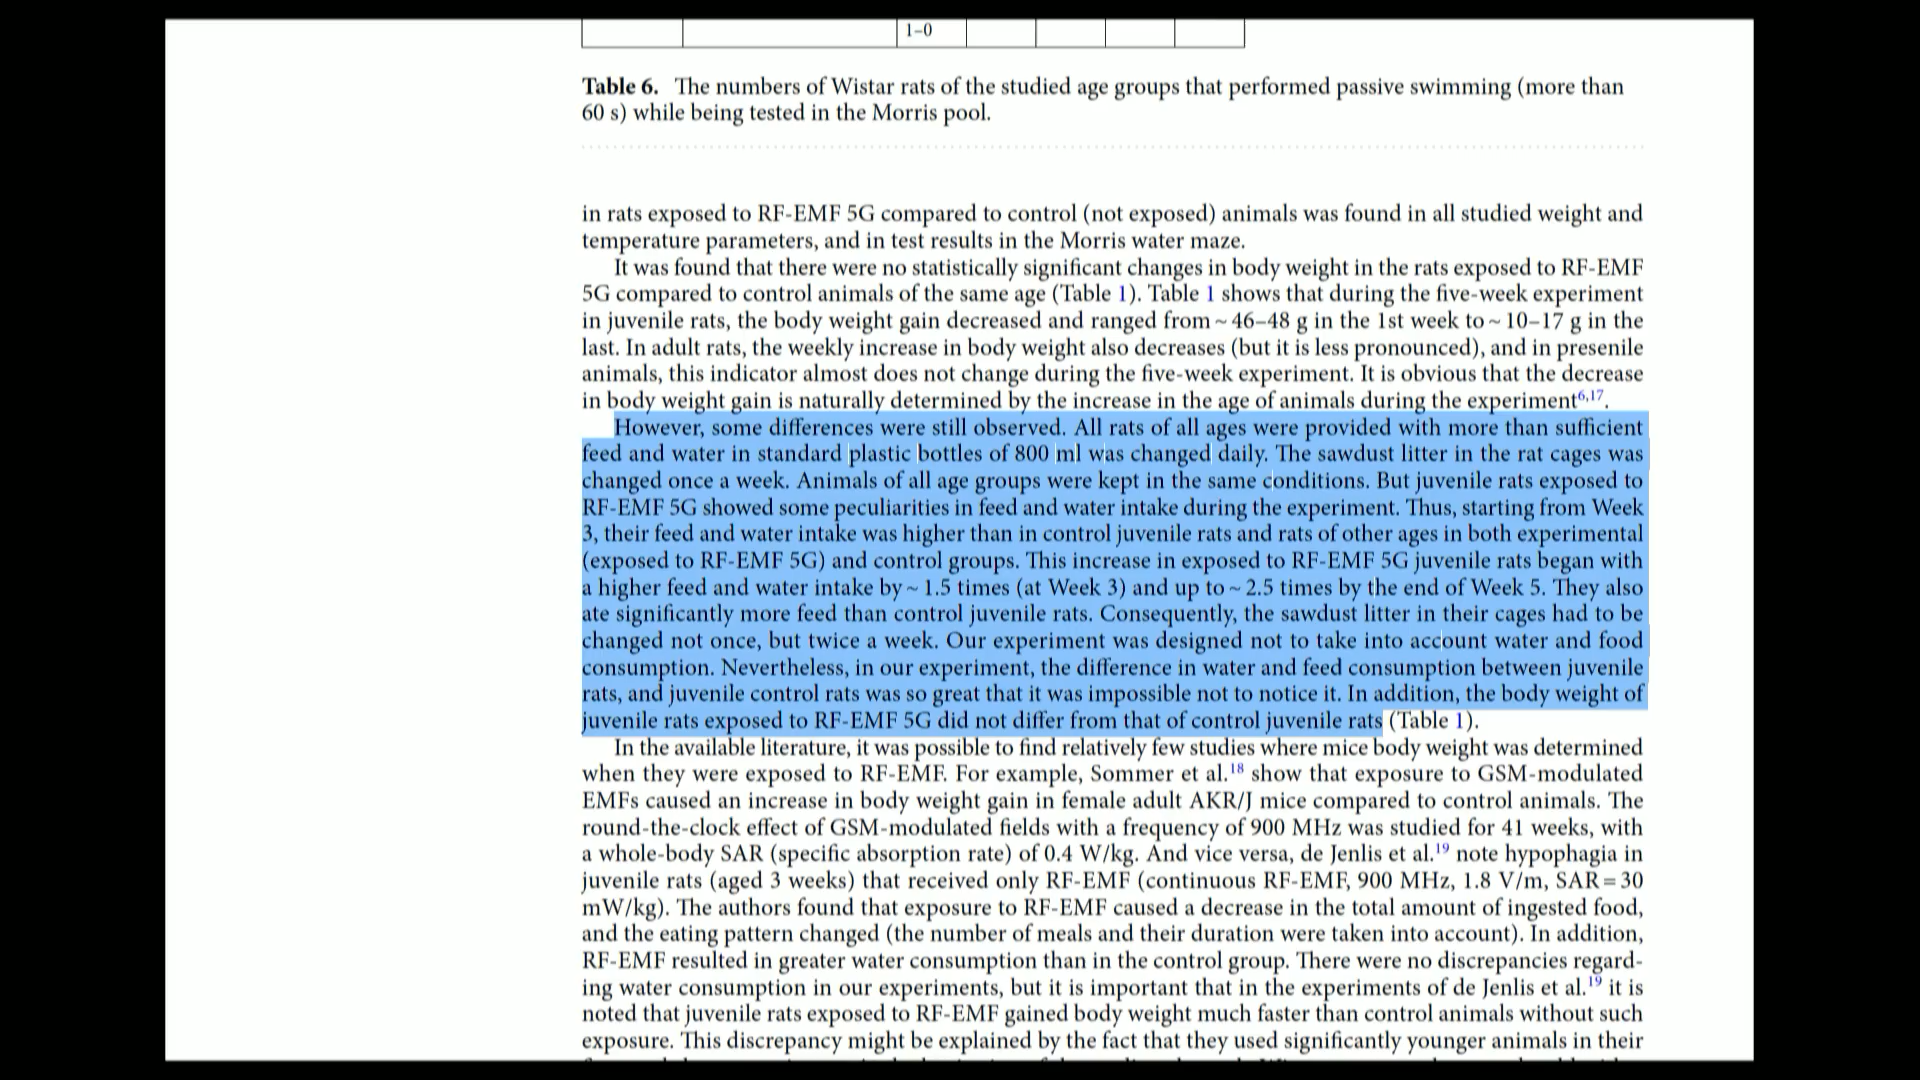 1–0
Table 6. The numbers of Wistar rats of the studied age groups that performed passive swimming (more than
60 s) while being tested in the Morris pool.
in rats exposed to RF-EMF 5G compared to control (not exposed) animals was found in all studied weight and
temperature parameters, and in test results in the Morris water maze.
It was found that there were no statistically significant changes in body weight in the rats exposed to RF-EMF
5G compared to control animals of the same age (Table 1). Table 1 shows that during the five-week experiment
in juvenile rats, the body weight gain decreased and ranged from ~ 46–48 g in the 1st week to ~ 10–17 g in the
last. In adult rats, the weekly increase in body weight also decreases (but it is less pronounced), and in presenile
animals, this indicator almost does not change during the five-week experiment. It is obvious that the decrease
in body weight gain is naturally determined by the increase in the age of animals during the experiment6,17.
However, some differences were still observed. All rats of all ages were provided with more than sufficient
feed and water in standard plastic bottles of 800 ml was changed daily. The sawdust litter in the rat cages was
changed once a week. Animals of all age groups were kept in the same conditions. But juvenile rats exposed to
RF-EMF 5G showed some peculiarities in feed and water intake during the experiment. Thus, starting from Week
3, their feed and water intake was higher than in control juvenile rats and rats of other ages in both experimental
(exposed to RF-EMF 5G) and control groups. This increase in exposed to RF-EMF 5G juvenile rats began with
a higher feed and water intake by ~ 1.5 times (at Week 3) and up to ~ 2.5 times by the end of Week 5. They also
ate significantly more feed than control juvenile rats. Consequently, the sawdust litter in their cages had to be
changed not once, but twice a week. Our experiment was designed not to take into account water and food
consumption. Nevertheless, in our experiment, the difference in water and feed consumption between juvenile
rats, and juvenile control rats was so great that it was impossible not to notice it. In addition, the body weight of
juvenile rats exposed to RF-EMF 5G did not differ from that of control juvenile rats (Table 1).
In the available literature, it was possible to find relatively few studies where mice body weight was determined
when they were exposed to RF-EMF. For example, Sommer et al.18 show that exposure to GSM-modulated
EMFs caused an increase in body weight gain in female adult AKR/J mice compared to control animals. The
round-the-clock effect of GSM-modulated fields with a frequency of 900 MHz was studied for 41 weeks, with
a whole-body SAR (specific absorption rate) of 0.4 W/kg. And vice versa, de Jenlis et al.19 note hypophagia in
juvenile rats (aged 3 weeks) that received only RF-EMF (continuous RF-EMF, 900 MHz, 1.8 V/m, SAR = 30
mW/kg). The authors found that exposure to RF-EMF caused a decrease in the total amount of ingested food,
and the eating pattern changed (the number of meals and their duration were taken into account). In addition,
RF-EMF resulted in greater water consumption than in the control group. There were no discrepancies regard-
ing water consumption in our experiments, but it is important that in the experiments of de Jenlis et al.19 it is
noted that juvenile rats exposed to RF-EMF gained body weight much faster than control animals without such
exposure. This discrepancy might be explained by the fact that they used significantly younger animals in their